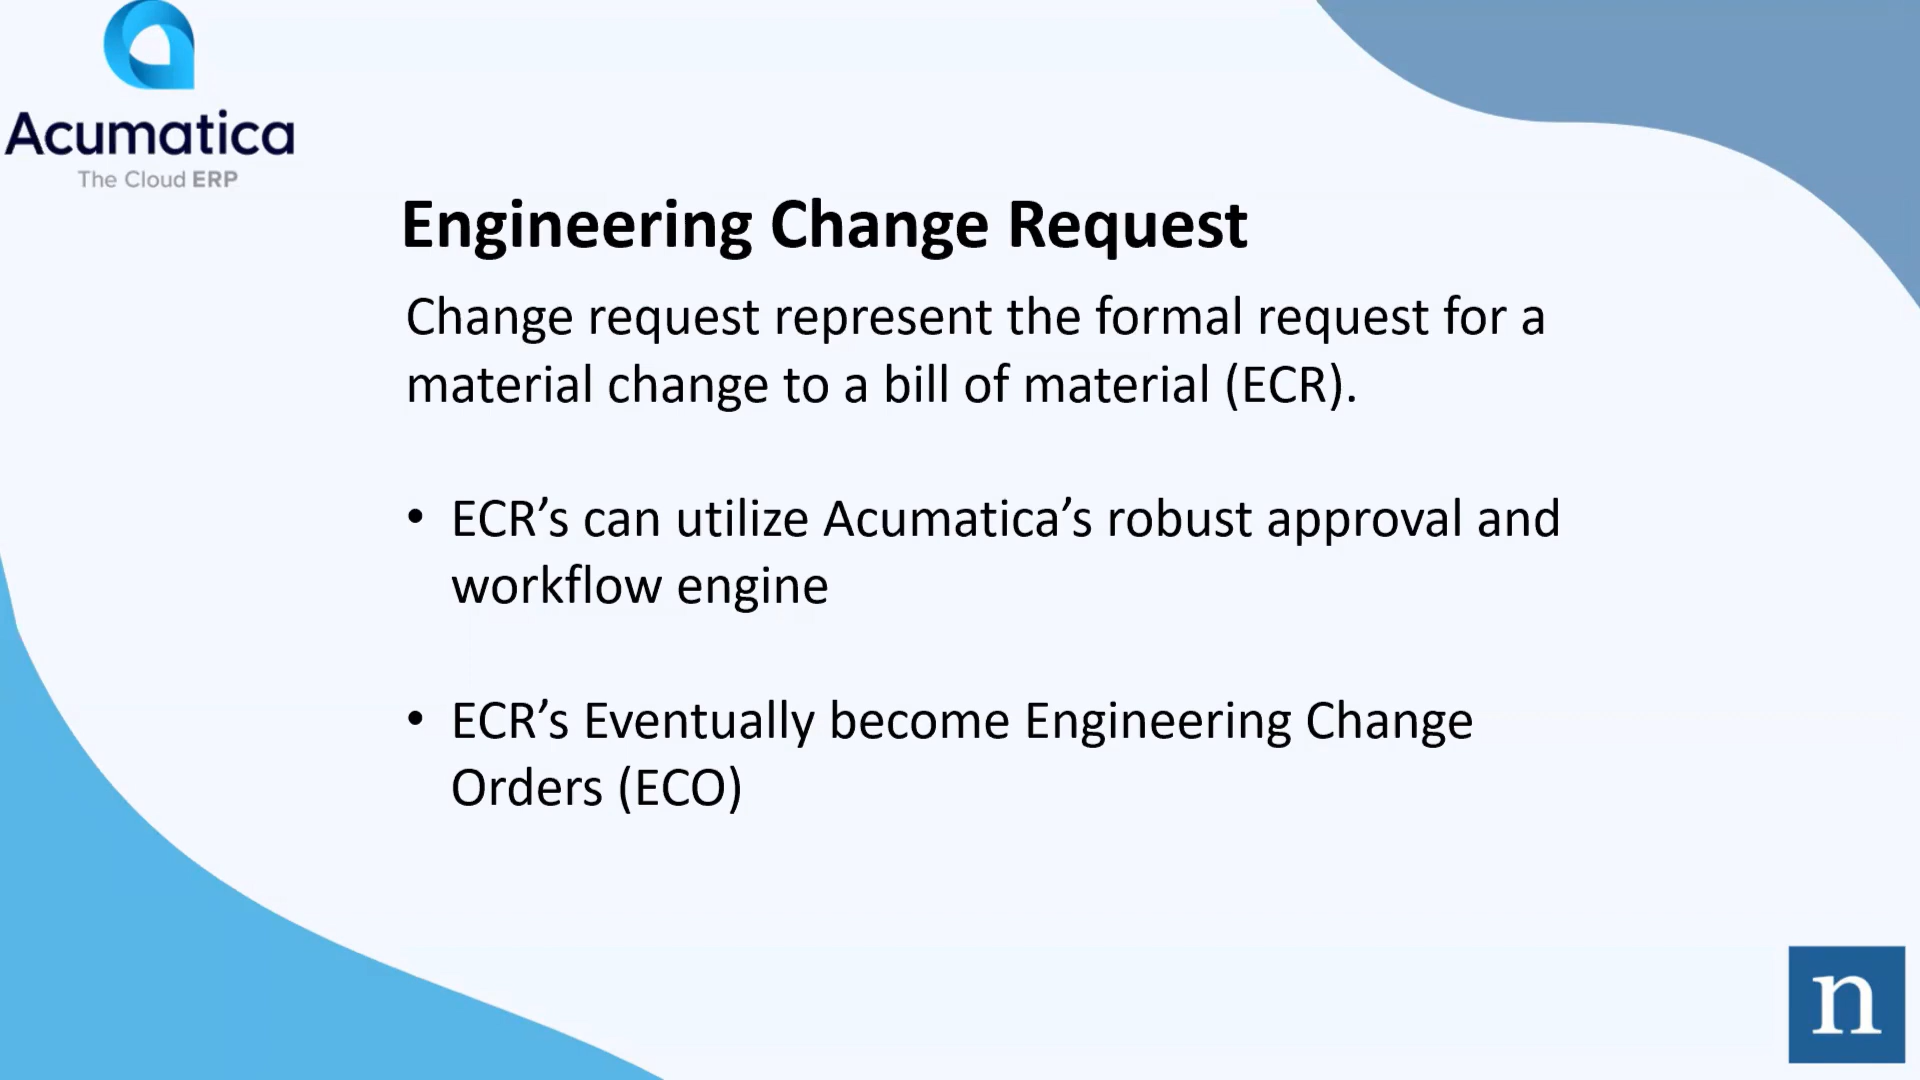 Acumatica
The Cloud ERP
Engineering Change Request
Change request represent the formal request for a
material change to a bill of material (ECR).
• ECR’s can utilize Acumatica’s robust approval and
workflow engine
• ECR’s Eventually become Engineering Change
Orders (ECO)
n